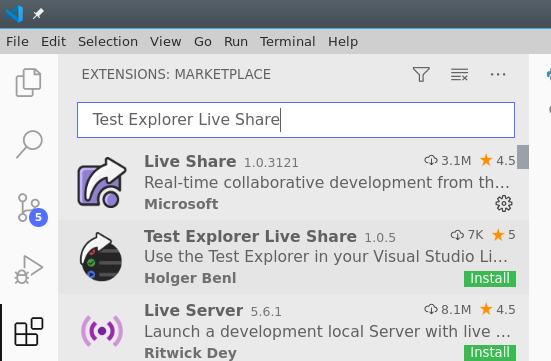 File Edit Selection View Go Run Terminal Help
EXTENSIONS: MARKETPLACE
Test Explorer Live Share
Live Share 1.0.3121 3.1M 4.5
Real-time collaborative development from th...
Microsoft
5
Test Explorer Live Share 1.0.5 7K 5
Use the Test Explorer in your Visual Studio Li...
Holger Benl Install
Live Server 5.6.1 8.1M 4.5
Launch a development local Server with live ...
Ritwick Dey Install